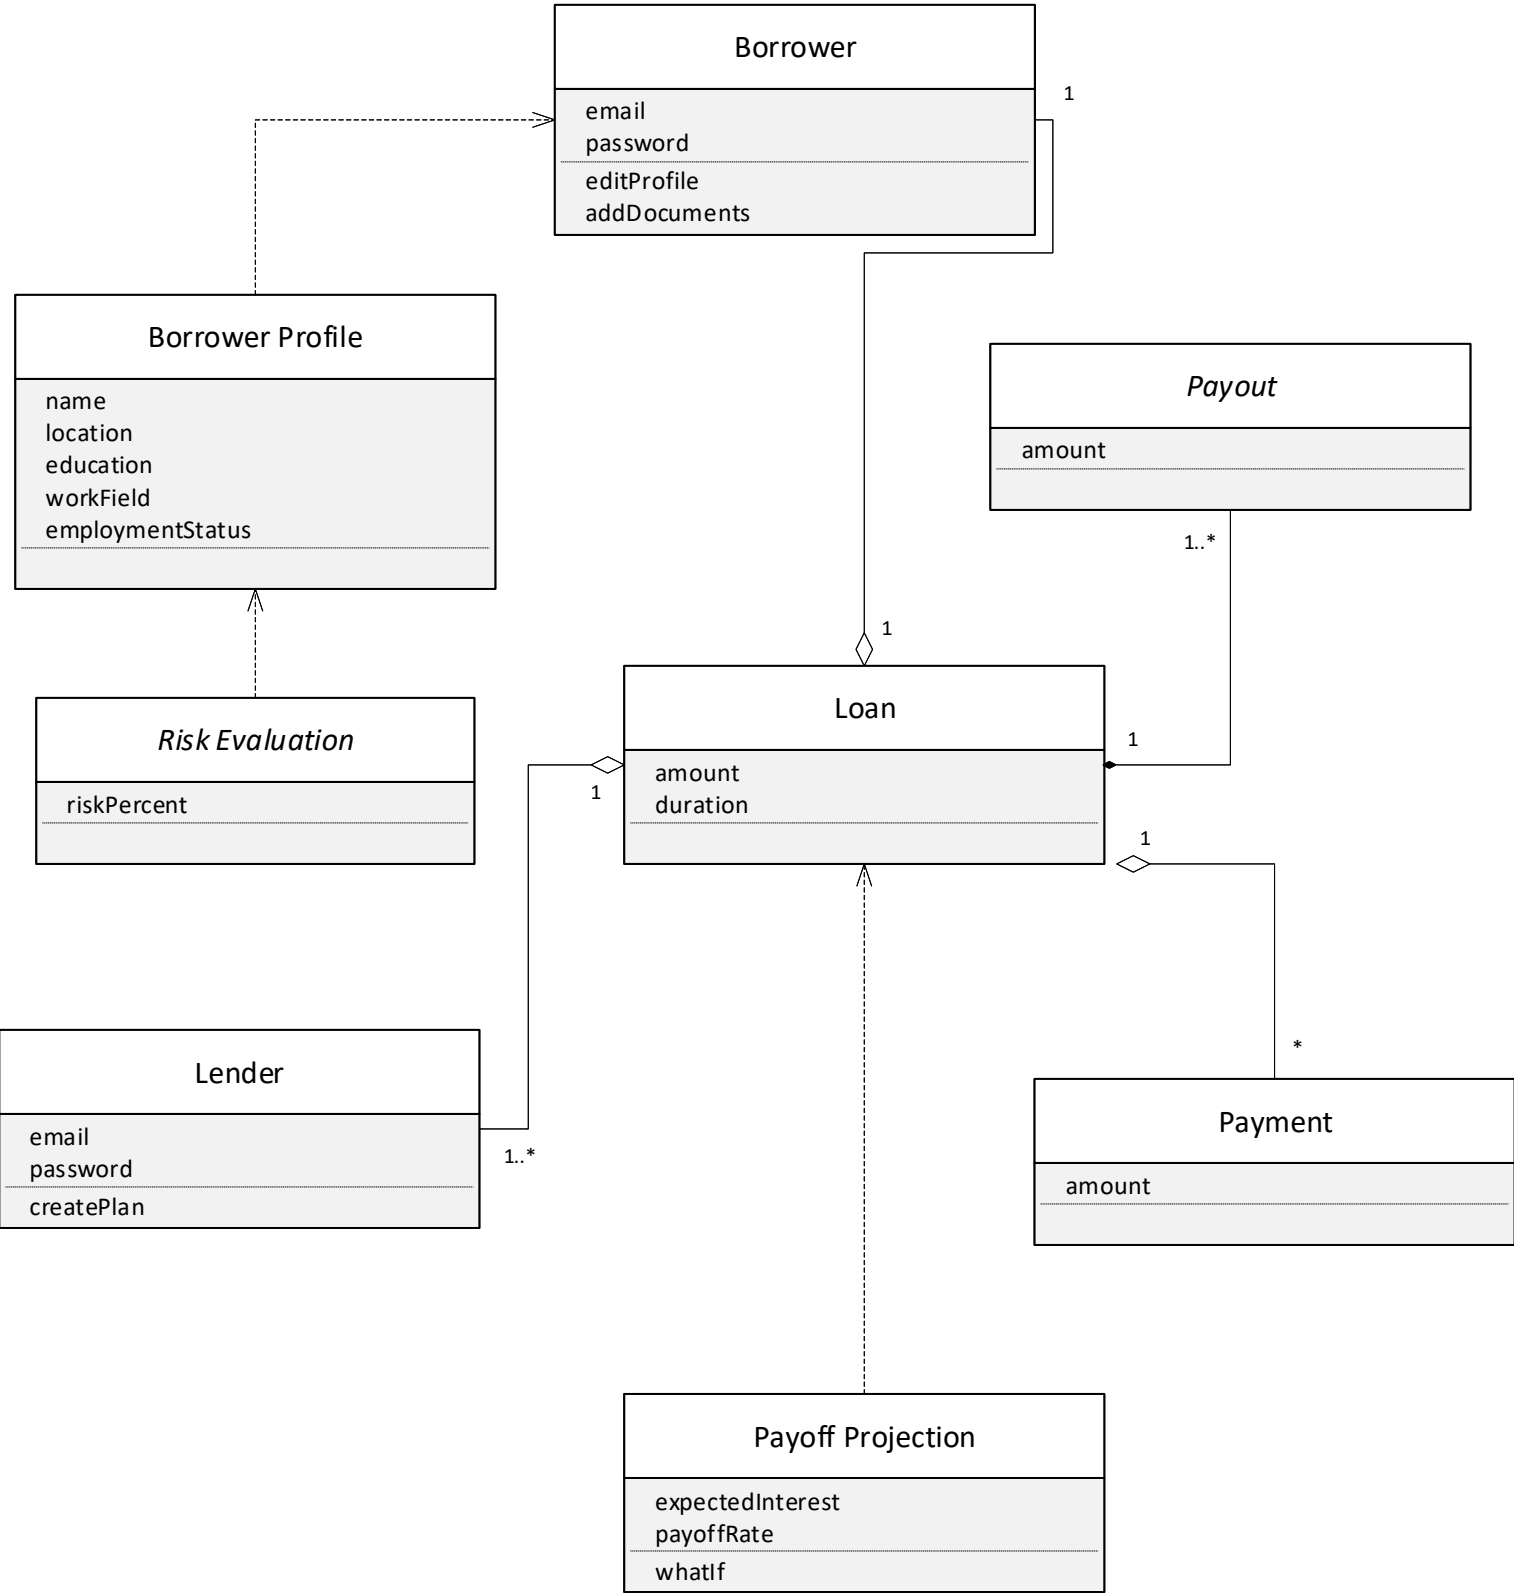 Borrower
email
password
editProfile
addDocuments
1
Borrower Profile
name
location
education
workField
employmentStatus
Payout
amount
1..*
1
Risk Evaluation
riskPercent
Loan
amount
duration
1
1
1
Lender
email
password
createPlan
1..*
*
Payment
amount
Payoff Projection
expectedInterest
payoffRate
whatIf